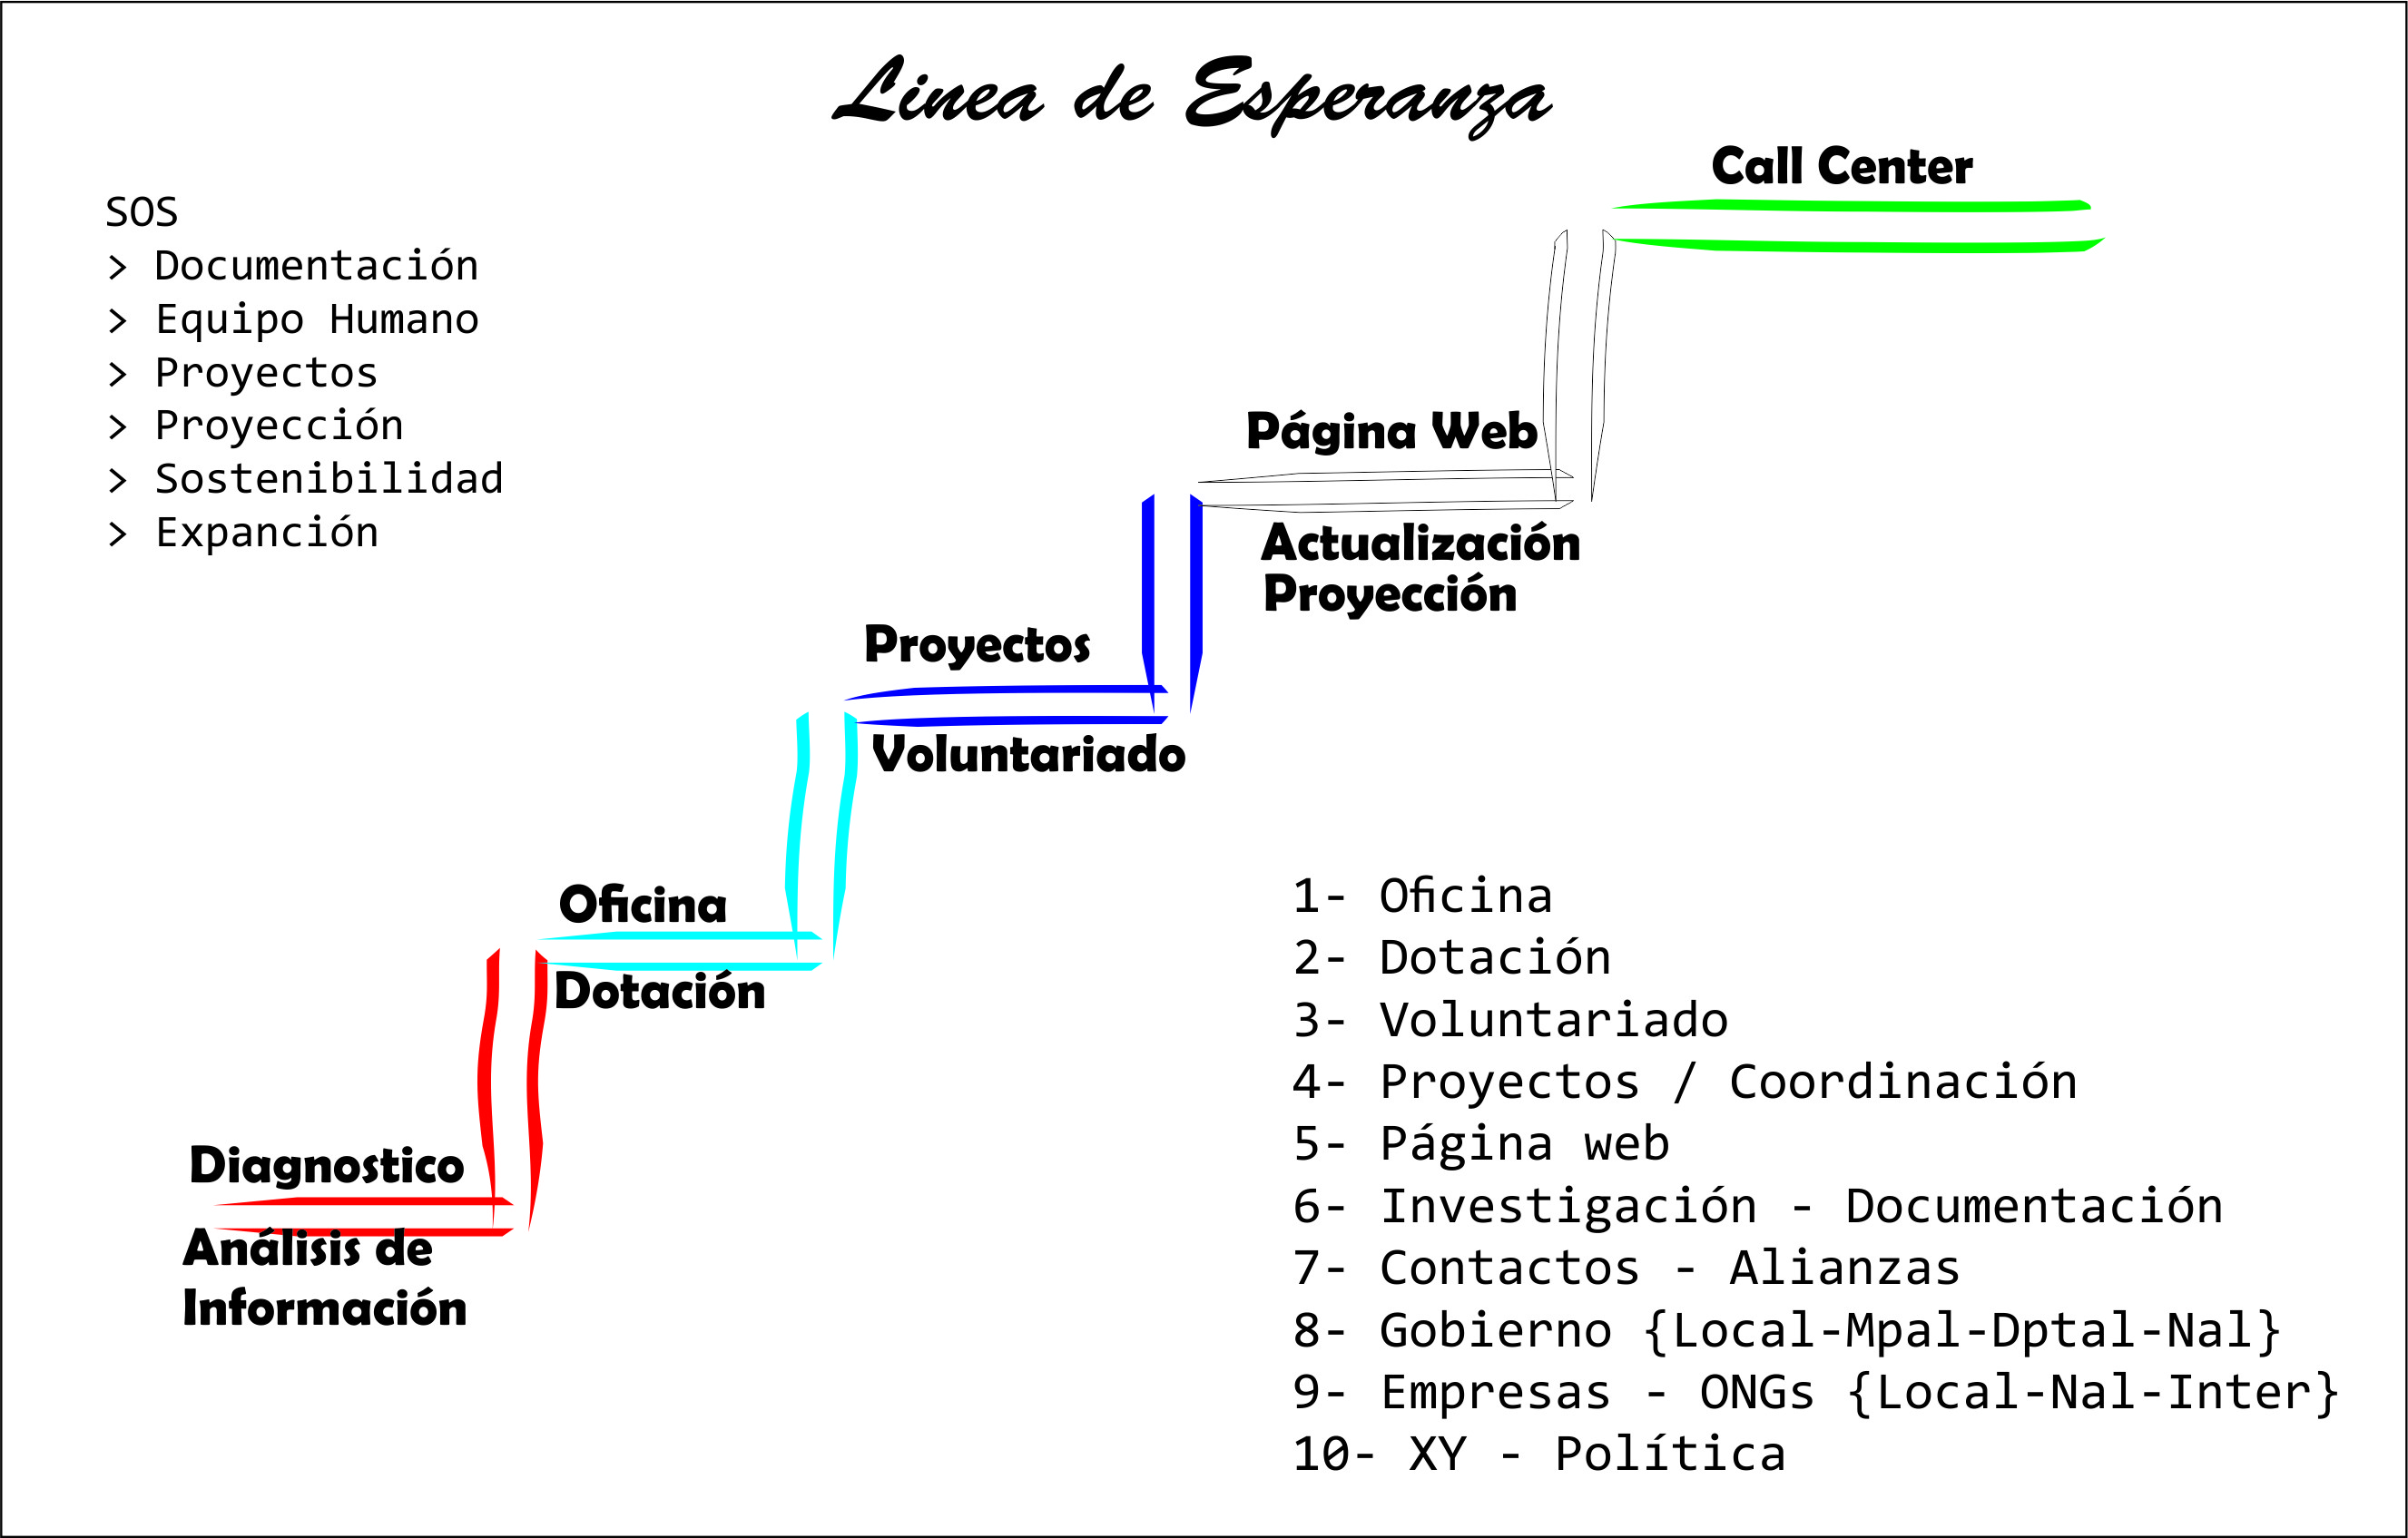 Linea de Esperanza
Call Center
SOS
> Documentación
> Equipo Humano
> Proyectos
> Proyección
> Sostenibilidad
> Expanción
Página Web
Actualización
Proyección
Proyectos
Voluntariado
Oficina
Dotación
Diagnostico
Análisis de
Información
1- Oficina
2- Dotación
3- Voluntariado
4- Proyectos / Coordinación
5- Página web
6- Investigación - Documentación
7- Contactos - Alianzas
8- Gobierno {Local-Mpal-Dptal-Nal}
9- Empresas - ONGs {Local-Nal-Inter}
10- XY - Política